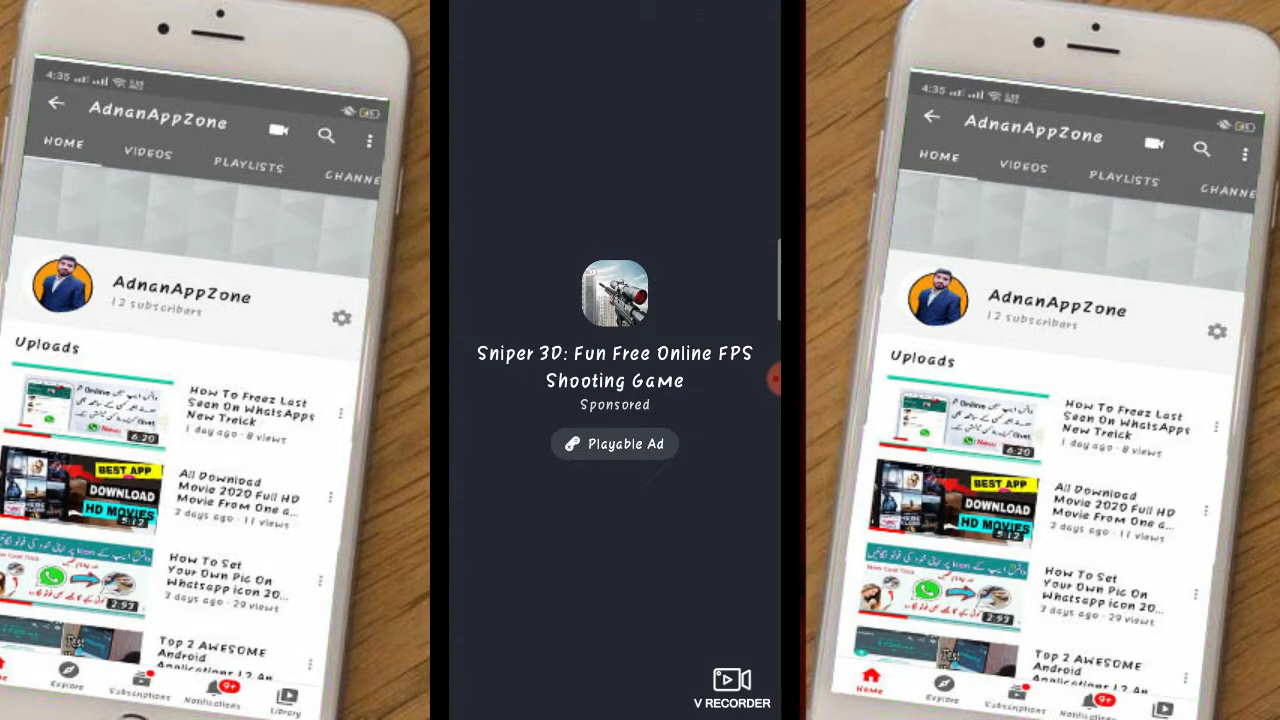 4:35
AdnanAppZone
HOME VIDEOS PLAYLISTS CHANNE
AdnanAppZone
12 subscribers
Uploads
How To Freez Last
Seen On WhatsApps
New Treick
1 day ago · 8 views
6:20
BEST APP
DOWNLOAD
HD MOVIES
5:12
All Download
Movie 2020 Full HD
Movie From One a...
2 days ago · 11 views
How To Set
Your Own Pic On
Whatsapp icon 20...
3 days ago · 29 views
2:53
Top 2 AWESOME
Android
Explore
Subscriptions
Notifications
9+
Library
Sniper 3D: Fun Free Online FPS
Shooting Game
Sponsored
Playable Ad
V RECORDER
4:35
AdnanAppZone
HOME VIDEOS PLAYLISTS CHANNE
AdnanAppZone
12 subscribers
Uploads
How To Freez Last
Seen On WhatsApps
New Treick
1 day ago · 8 views
6:20
BEST APP
DOWNLOAD
HD MOVIES
5:12
All Download
Movie 2020 Full HD
Movie From One a...
2 days ago · 11 views
How To Set
Your Own Pic On
Whatsapp icon 20...
3 days ago · 29 views
2:53
Top 2 AWESOME
Android
Home
Explore
Subscriptions
Notifications
9+
Library